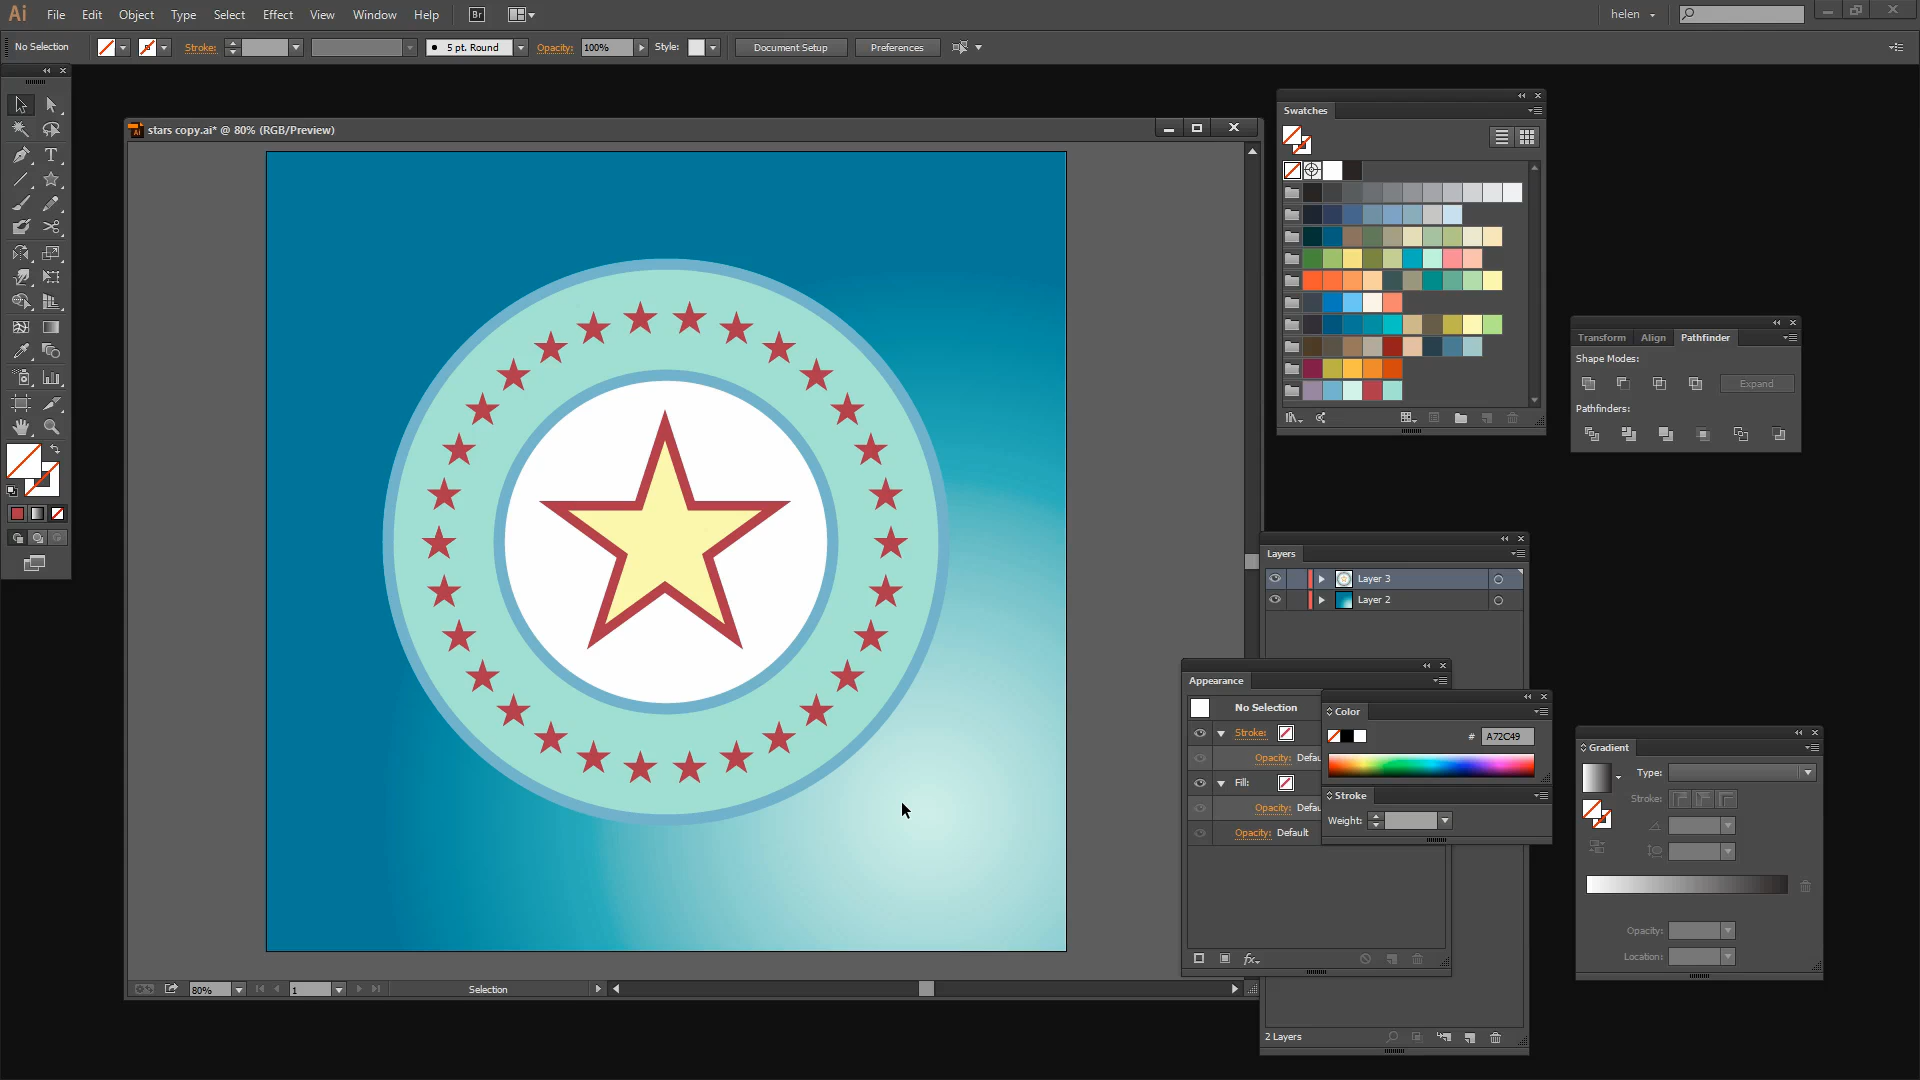 Ai File Edit Object Type Select Effect View Window Help Br helen
No Selection Stroke: 5 pt. Round Opacity: 100% Style: Document Setup Preferences
stars copy.ai* @ 80% (RGB/Preview)
Swatches
Transform Align Pathfinder
Shape Modes:
Expand
Pathfinders:
Layers
Layer 3
Layer 2
2 Layers
Appearance
No Selection
Stroke:
Opacity: Defau
Fill:
Opacity: Defau
Opacity: Default
Color
# A72C49
Stroke
Weight:
Gradient
Type:
Stroke:
Opacity:
Location:
80% 1 Selection
T
fx